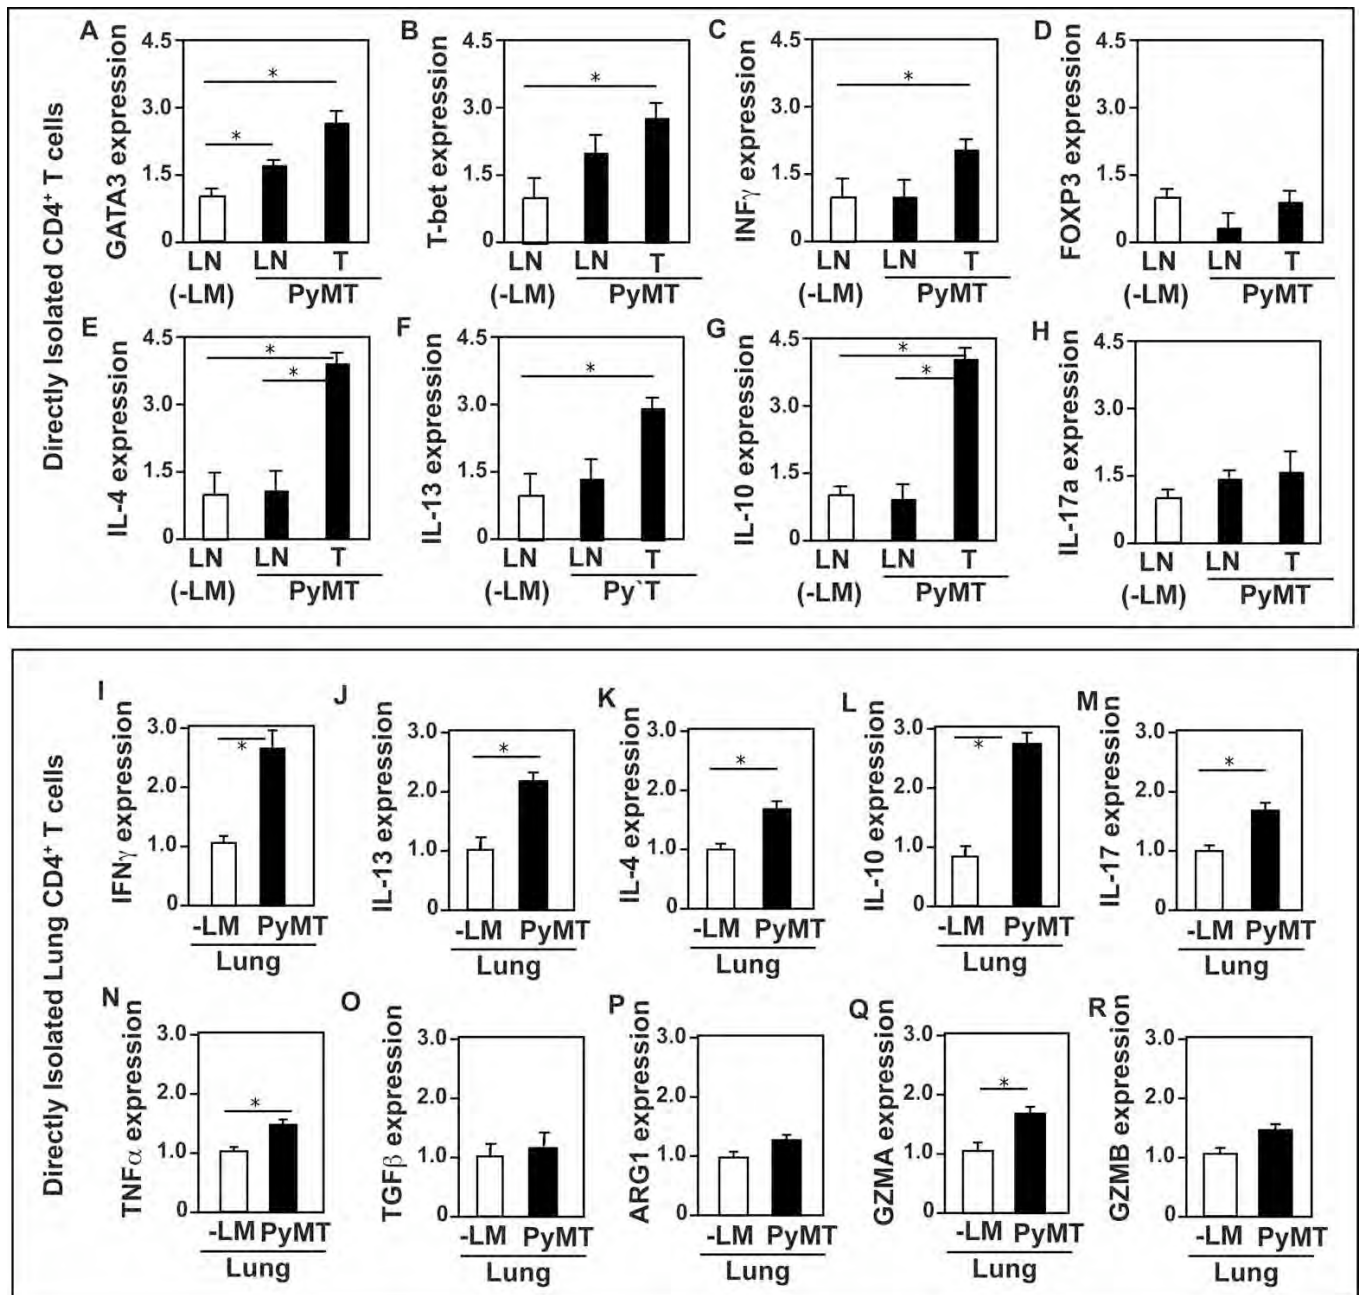 Directly Isolated CD4⁺ T cells
A
GATA3 expression
4.5
3.0
1.5
0
*
*
LN LN T
(-LM) PyMT
B
T-bet expression
4.5
3.0
1.5
0
*
LN LN T
(-LM) PyMT
C
INFγ expression
4.5
3.0
1.5
0
*
LN LN T
(-LM) PyMT
D
FOXP3 expression
4.5
3.0
1.5
0
LN LN T
(-LM) PyMT
E
IL-4 expression
4.5
3.0
1.5
0
*
*
LN LN T
(-LM) PyMT
F
IL-13 expression
4.5
3.0
1.5
0
*
LN LN T
(-LM) Py`T
G
IL-10 expression
4.5
3.0
1.5
0
*
*
LN LN T
(-LM) PyMT
H
IL-17a expression
4.5
3.0
1.5
0
LN LN T
(-LM) PyMT
Directly Isolated Lung CD4⁺ T cells
I
IFNγ expression
3.0
2.0
1.0
0
*
-LM PyMT
Lung
J
IL-13 expression
3.0
2.0
1.0
0
*
-LM PyMT
Lung
K
IL-4 expression
3.0
2.0
1.0
0
*
-LM PyMT
Lung
L
IL-10 expression
3.0
2.0
1.0
0
*
-LM PyMT
Lung
M
IL-17 expression
3.0
2.0
1.0
0
*
-LM PyMT
Lung
N
TNFα expression
3.0
2.0
1.0
0
*
-LM PyMT
Lung
O
TGFβ expression
3.0
2.0
1.0
0
-LM PyMT
Lung
P
ARG1 expression
3.0
2.0
1.0
0
-LM PyMT
Lung
Q
GZMA expression
3.0
2.0
1.0
0
*
-LM PyMT
Lung
R
GZMB expression
3.0
2.0
1.0
0
-LM PyMT
Lung